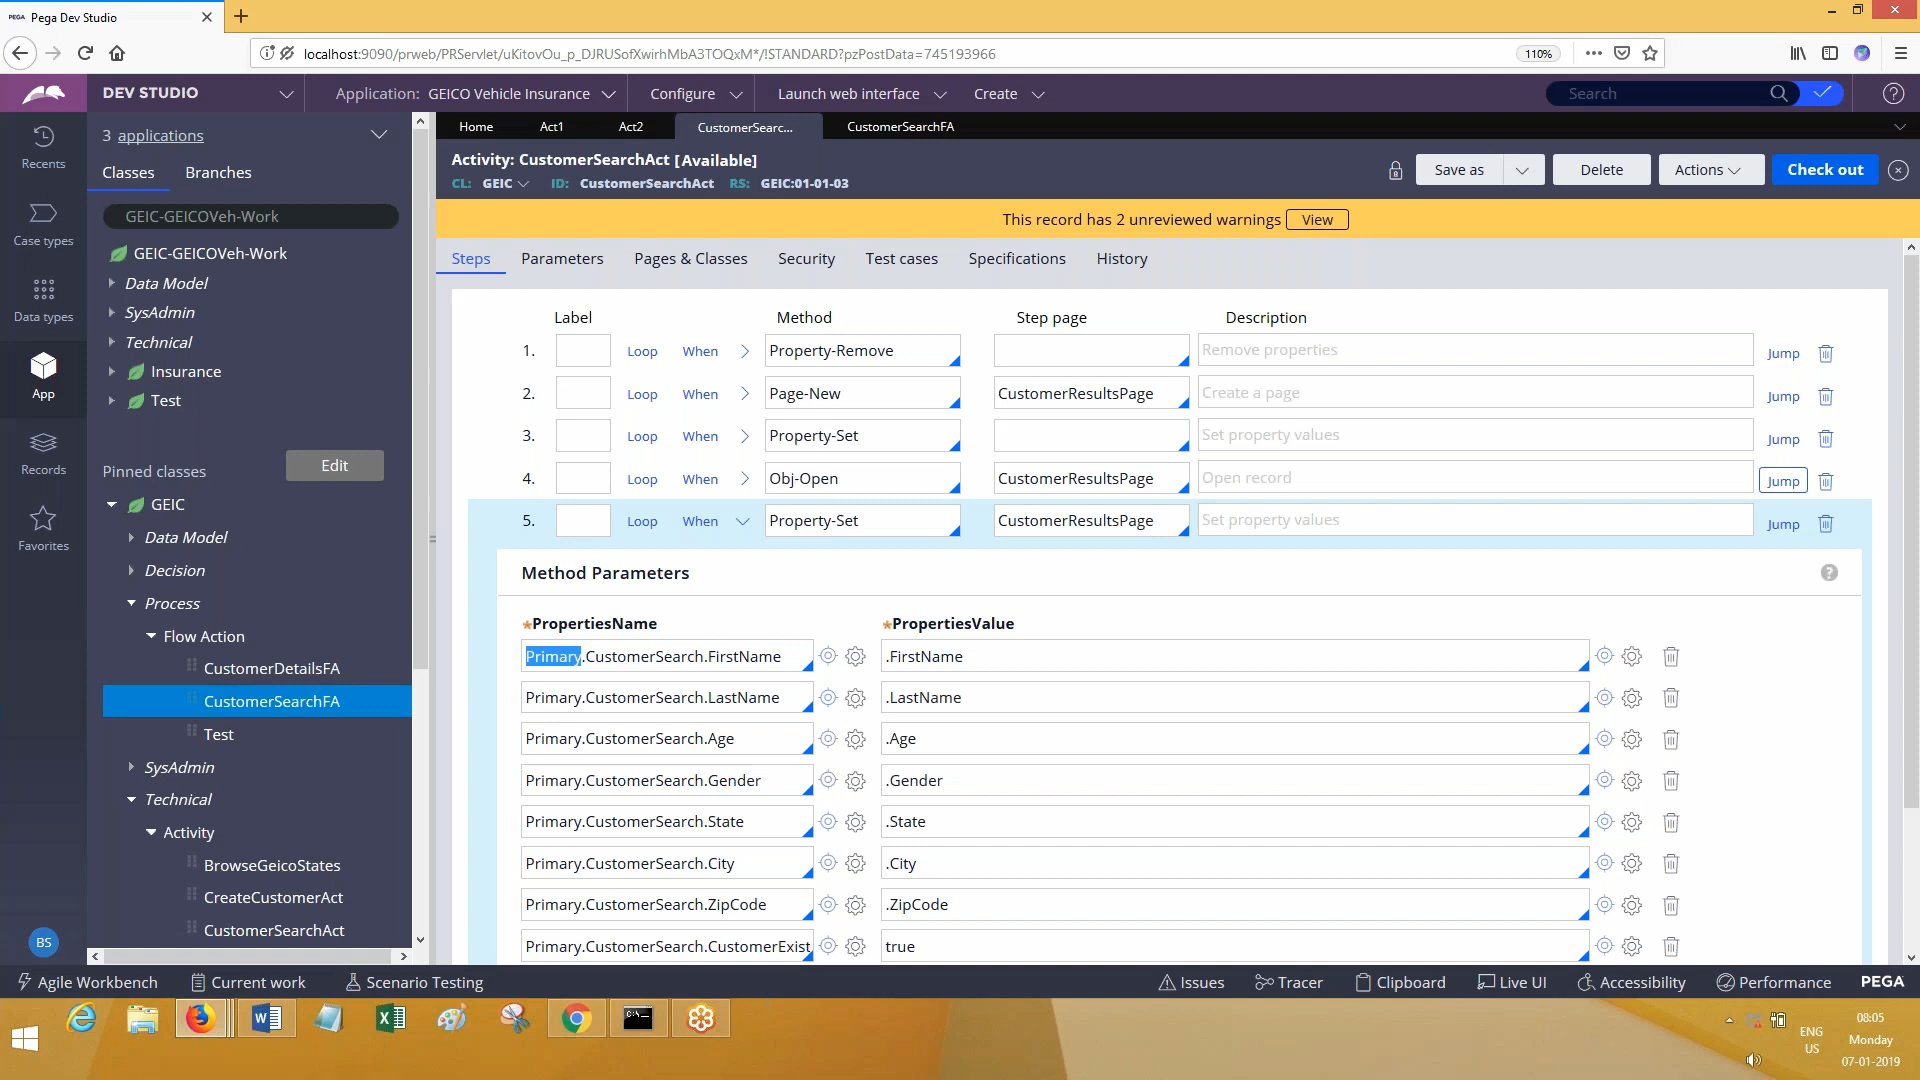 PEGA Pega Dev Studio
localhost:9090/prweb/PRServlet/uKitovOu_p_DJRUSofXwirhMbA3TOQxM*/!STANDARD?pzPostData=745193966
110%
DEV STUDIO
Application: GEICO Vehicle Insurance
Configure
Launch web interface
Create
Search
Recents
Case types
Data types
App
Records
Favorites
BS
3 applications
Classes Branches
GEIC-GEICOVeh-Work
GEIC-GEICOVeh-Work
Data Model
SysAdmin
Technical
Insurance
Test
Pinned classes
Edit
GEIC
Data Model
Decision
Process
Flow Action
CustomerDetailsFA
CustomerSearchFA
Test
SysAdmin
Technical
Activity
BrowseGeicoStates
CreateCustomerAct
CustomerSearchAct
Home Act1 Act2 CustomerSearc... CustomerSearchFA
Activity: CustomerSearchAct [Available]
CL: GEIC ID: CustomerSearchAct RS: GEIC:01-01-03
Save as Delete Actions Check out
This record has 2 unreviewed warnings View
Steps Parameters Pages & Classes Security Test cases Specifications History
Label Method Step page Description
1. Loop When Property-Remove Remove properties Jump
2. Loop When Page-New CustomerResultsPage Create a page Jump
3. Loop When Property-Set Set property values Jump
4. Loop When Obj-Open CustomerResultsPage Open record Jump
5. Loop When Property-Set CustomerResultsPage Set property values Jump
Method Parameters
*PropertiesName *PropertiesValue
Primary.CustomerSearch.FirstName .FirstName
Primary.CustomerSearch.LastName .LastName
Primary.CustomerSearch.Age .Age
Primary.CustomerSearch.Gender .Gender
Primary.CustomerSearch.State .State
Primary.CustomerSearch.City .City
Primary.CustomerSearch.ZipCode .ZipCode
Primary.CustomerSearch.CustomerExist true
Agile Workbench Current work Scenario Testing Issues Tracer Clipboard Live UI Accessibility Performance PEGA
ENG
US
08:05
Monday
07-01-2019